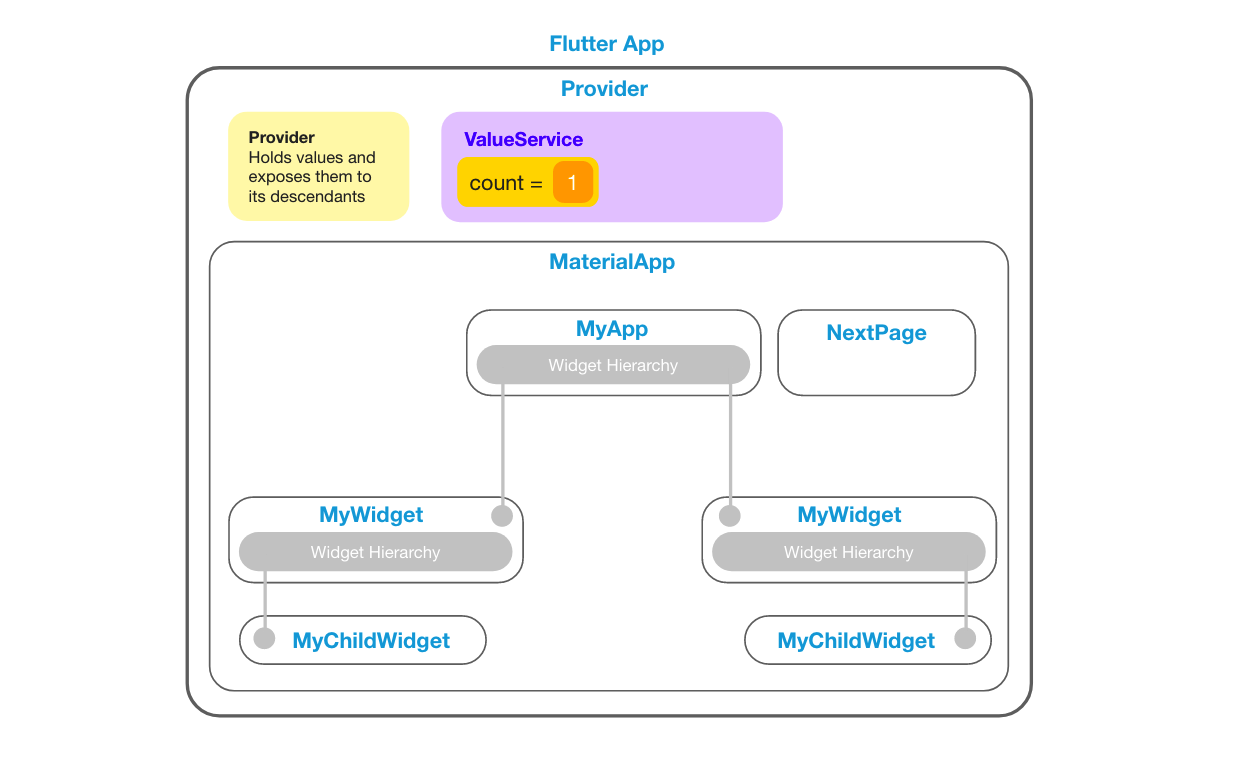 Flutter App
Provider
Provider
Holds values and
exposes them to
its descendants
ValueService
count = 1
MaterialApp
MyApp
Widget Hierarchy
NextPage
MyWidget
Widget Hierarchy
MyWidget
Widget Hierarchy
MyChildWidget
MyChildWidget